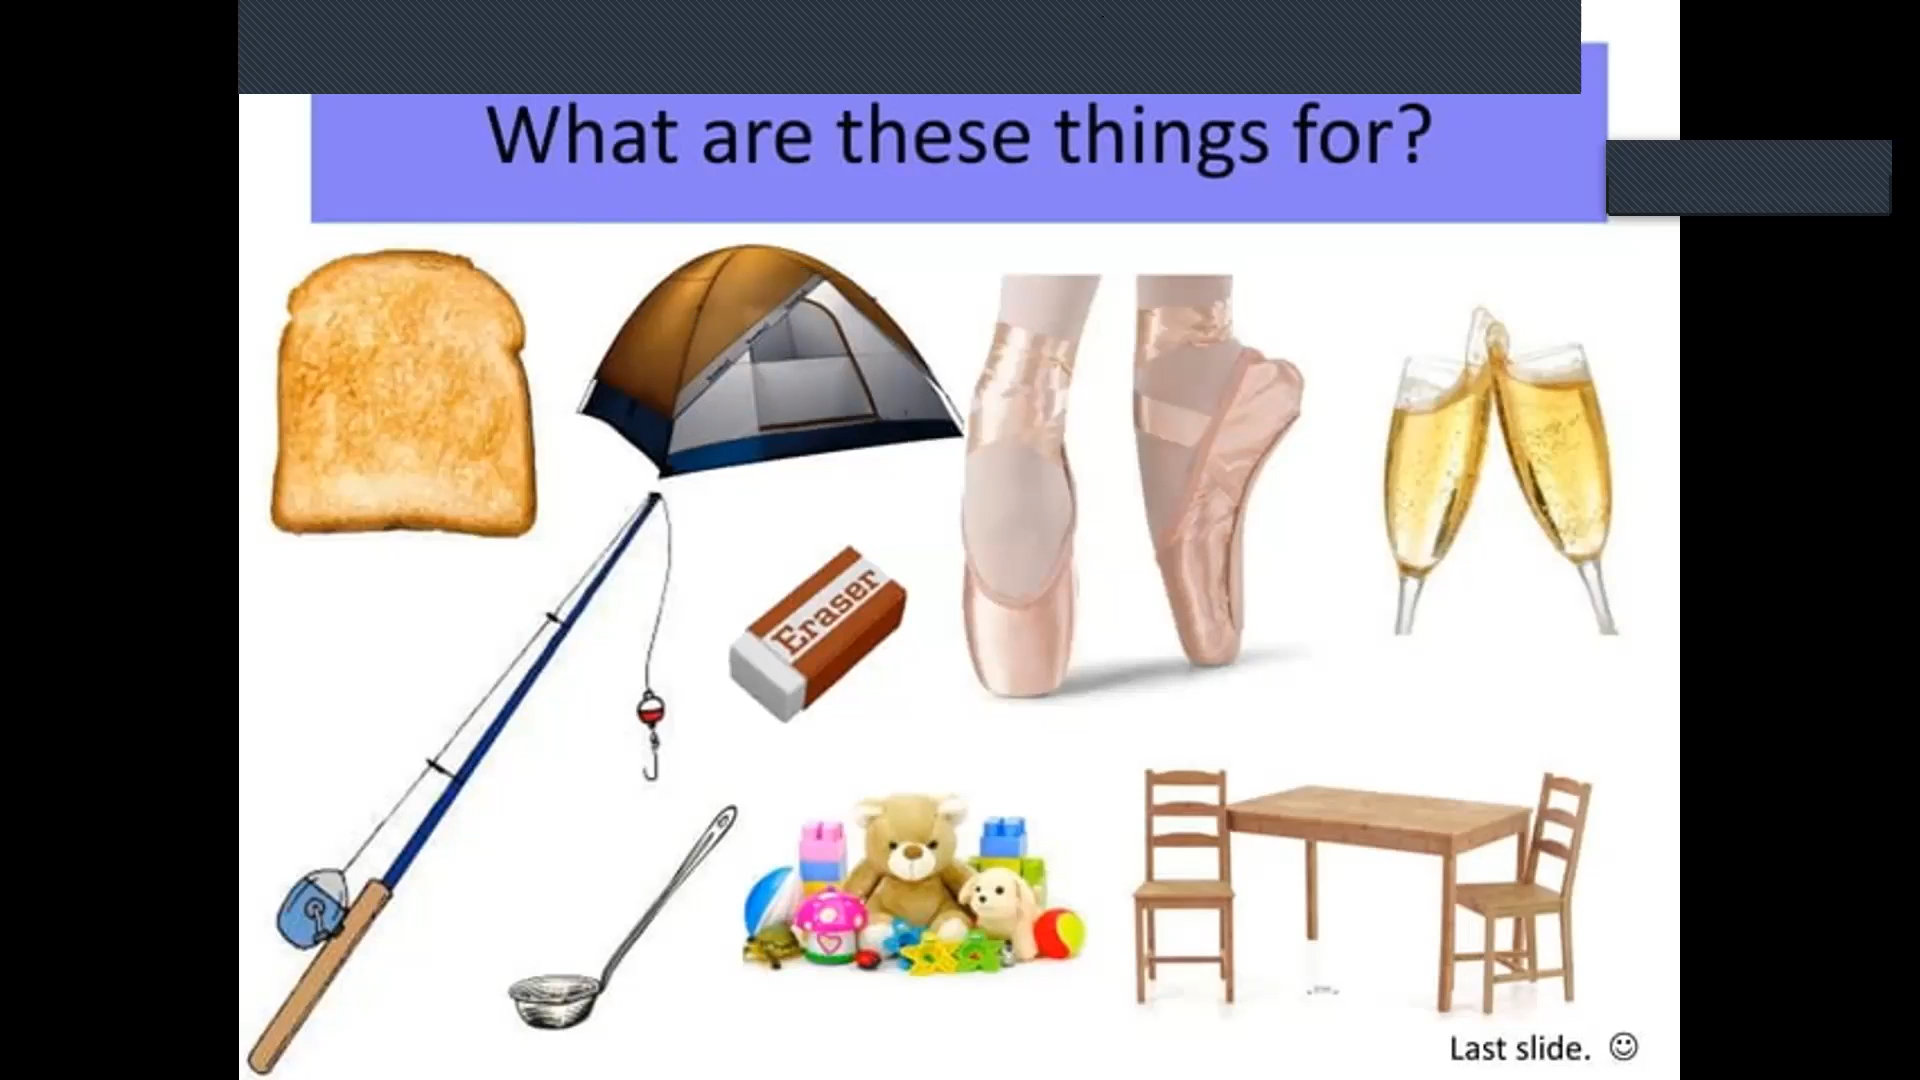 What are these things for?
Eraser
Last slide. ☺